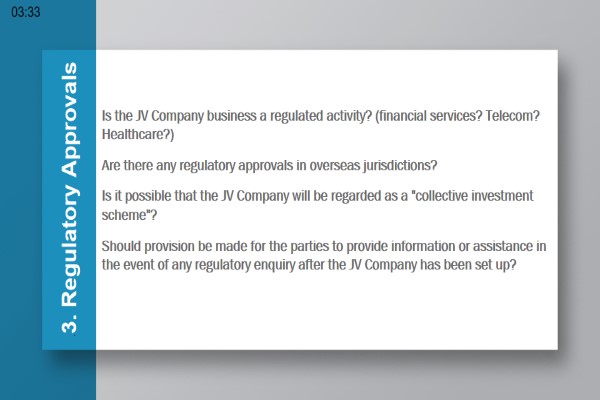 03:33
3. Regulatory Approvals
Is the JV Company business a regulated activity? (financial services? Telecom?
Healthcare?)
Are there any regulatory approvals in overseas jurisdictions?
Is it possible that the JV Company will be regarded as a "collective investment
scheme"?
Should provision be made for the parties to provide information or assistance in
the event of any regulatory enquiry after the JV Company has been set up?